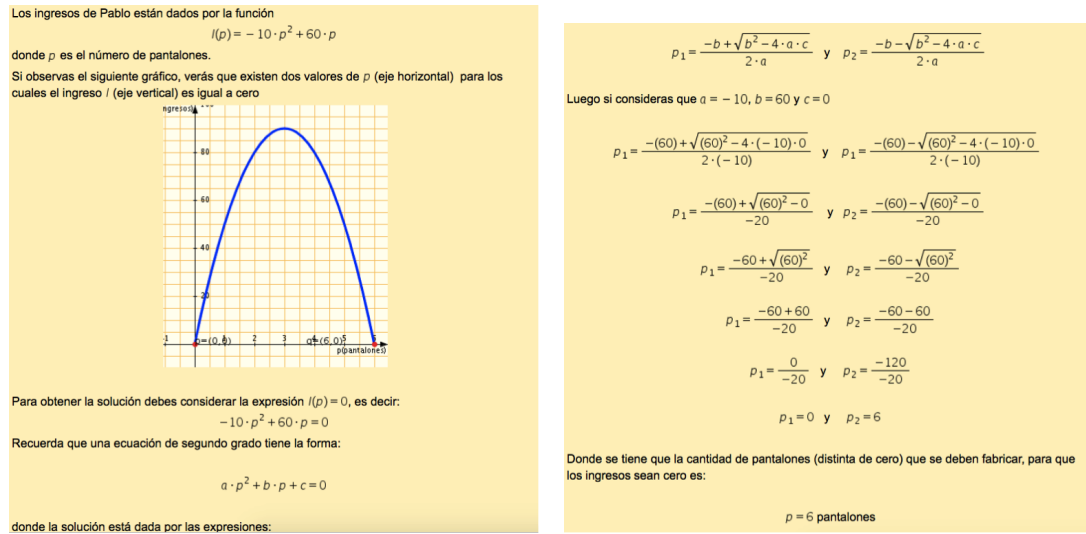 Los ingresos de Pablo están dados por la función
I(p) = − 10 · p² + 60 · p
donde p es el número de pantalones.
Si observas el siguiente gráfico, verás que existen dos valores de p (eje horizontal) para los
cuales el ingreso I (eje vertical) es igual a cero
80
60
40
20
-1 2 3 4 5
(6,0)
p(pantalones)
Para obtener la solución debes considerar la expresión I(p) = 0, es decir:
− 10 · p² + 60 · p = 0
Recuerda que una ecuación de segundo grado tiene la forma:
a · p² + b · p + c = 0
donde la solución está dada por las expresiones:
p₁ = (−b + √(b² − 4 · a · c)) / (2 · a) y p₂ = (−b − √(b² − 4 · a · c)) / (2 · a)
Luego si consideras que a = − 10, b = 60 y c = 0
p₁ = (−(60) + √((60)² − 4 · (− 10) · 0)) / (2 · (− 10)) y p₁ = (−(60) − √((60)² − 4 · (− 10) · 0)) / (2 · (− 10))
p₁ = (−(60) + √((60)² − 0)) / −20 y p₂ = (−(60) − √((60)² − 0)) / −20
p₁ = (−60 + √((60)²)) / −20 y p₂ = (−60 − √((60)²)) / −20
p₁ = (−60 + 60) / −20 y p₂ = (−60 − 60) / −20
p₁ = 0 / −20 y p₂ = −120 / −20
p₁ = 0 y p₂ = 6
Donde se tiene que la cantidad de pantalones (distinta de cero) que se deben fabricar, para que
los ingresos sean cero es:
p = 6 pantalones